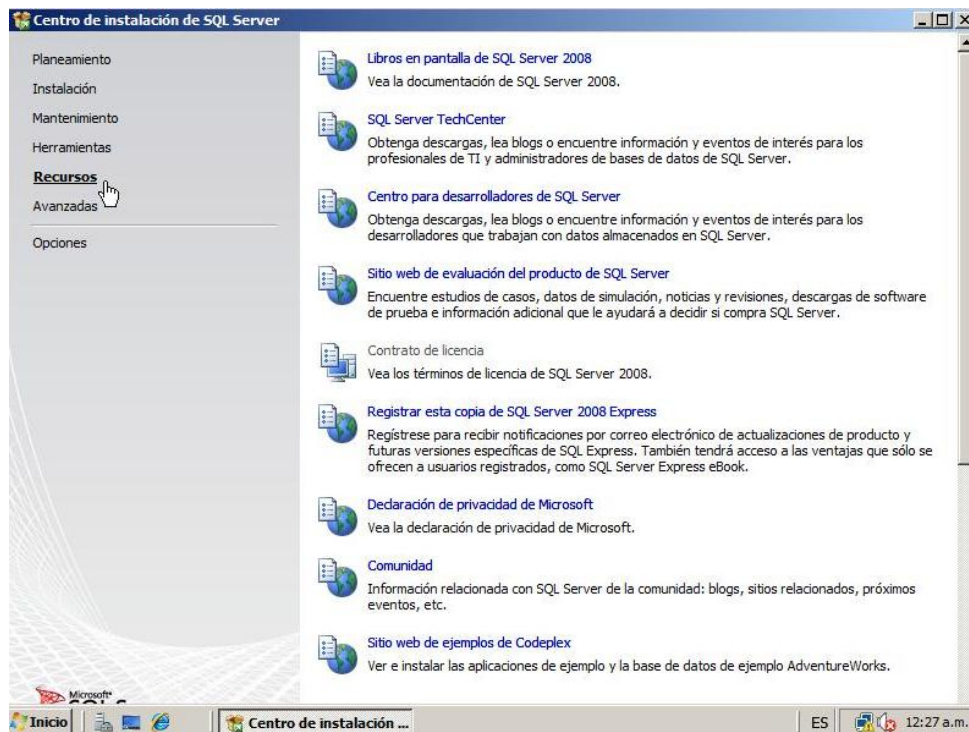 Centro de instalación de SQL Server
Planeamiento
Instalación
Mantenimiento
Herramientas
Recursos
Avanzadas
Opciones
Libros en pantalla de SQL Server 2008
Vea la documentación de SQL Server 2008.
SQL Server TechCenter
Obtenga descargas, lea blogs o encuentre información y eventos de interés para los
profesionales de TI y administradores de bases de datos de SQL Server.
Centro para desarrolladores de SQL Server
Obtenga descargas, lea blogs o encuentre información y eventos de interés para los
desarrolladores que trabajan con datos almacenados en SQL Server.
Sitio web de evaluación del producto de SQL Server
Encuentre estudios de casos, datos de simulación, noticias y revisiones, descargas de software
de prueba e información adicional que le ayudará a decidir si compra SQL Server.
Contrato de licencia
Vea los términos de licencia de SQL Server 2008.
Registrar esta copia de SQL Server 2008 Express
Regístrese para recibir notificaciones por correo electrónico de actualizaciones de producto y
futuras versiones específicas de SQL Express. También tendrá acceso a las ventajas que sólo se
ofrecen a usuarios registrados, como SQL Server Express eBook.
Declaración de privacidad de Microsoft
Vea la declaración de privacidad de Microsoft.
Comunidad
Información relacionada con SQL Server de la comunidad: blogs, sitios relacionados, próximos
eventos, etc.
Sitio web de ejemplos de Codeplex
Ver e instalar las aplicaciones de ejemplo y la base de datos de ejemplo AdventureWorks.
Microsoft
Inicio
Centro de instalación ...
ES
12:27 a.m.